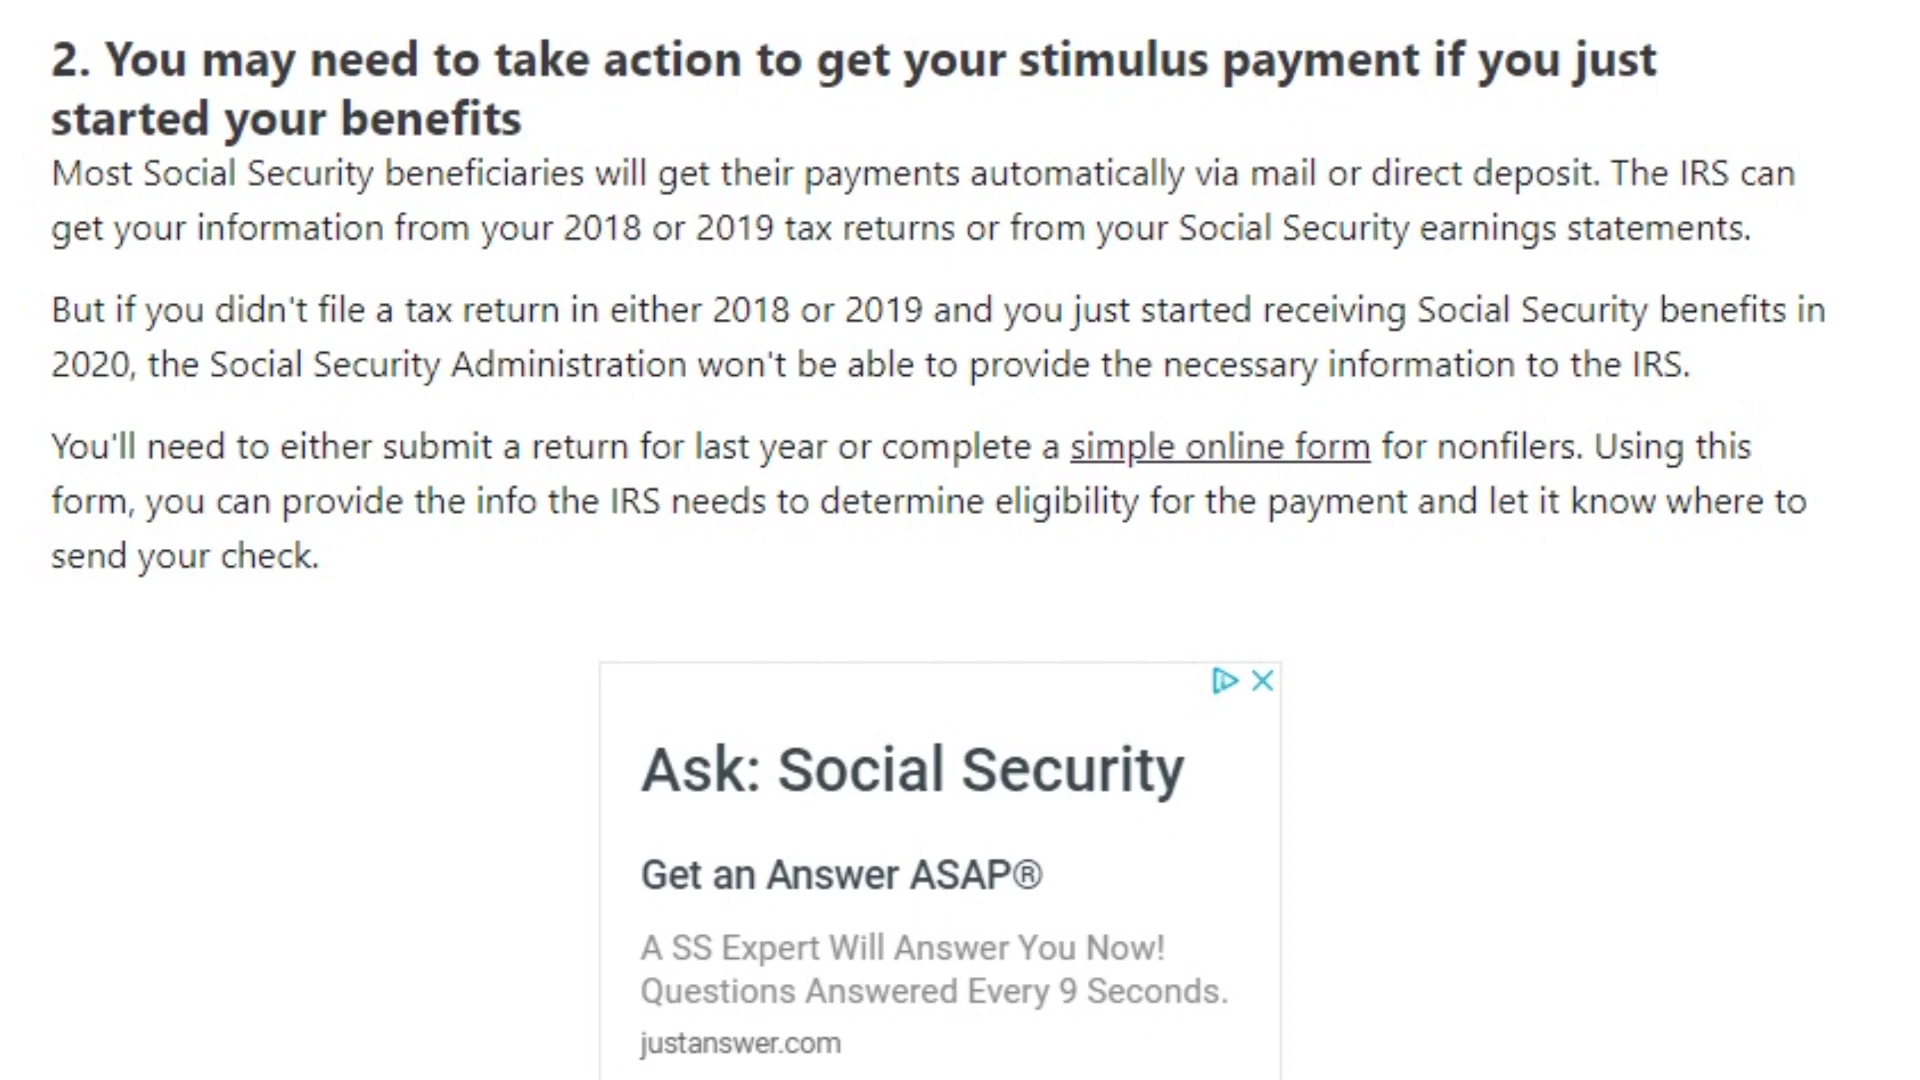 2. You may need to take action to get your stimulus payment if you just
started your benefits
Most Social Security beneficiaries will get their payments automatically via mail or direct deposit. The IRS can
get your information from your 2018 or 2019 tax returns or from your Social Security earnings statements.
But if you didn't file a tax return in either 2018 or 2019 and you just started receiving Social Security benefits in
2020, the Social Security Administration won't be able to provide the necessary information to the IRS.
You'll need to either submit a return for last year or complete a simple online form for nonfilers. Using this
form, you can provide the info the IRS needs to determine eligibility for the payment and let it know where to
send your check.
Ask: Social Security
Get an Answer ASAP®
A SS Expert Will Answer You Now!
Questions Answered Every 9 Seconds.
justanswer.com